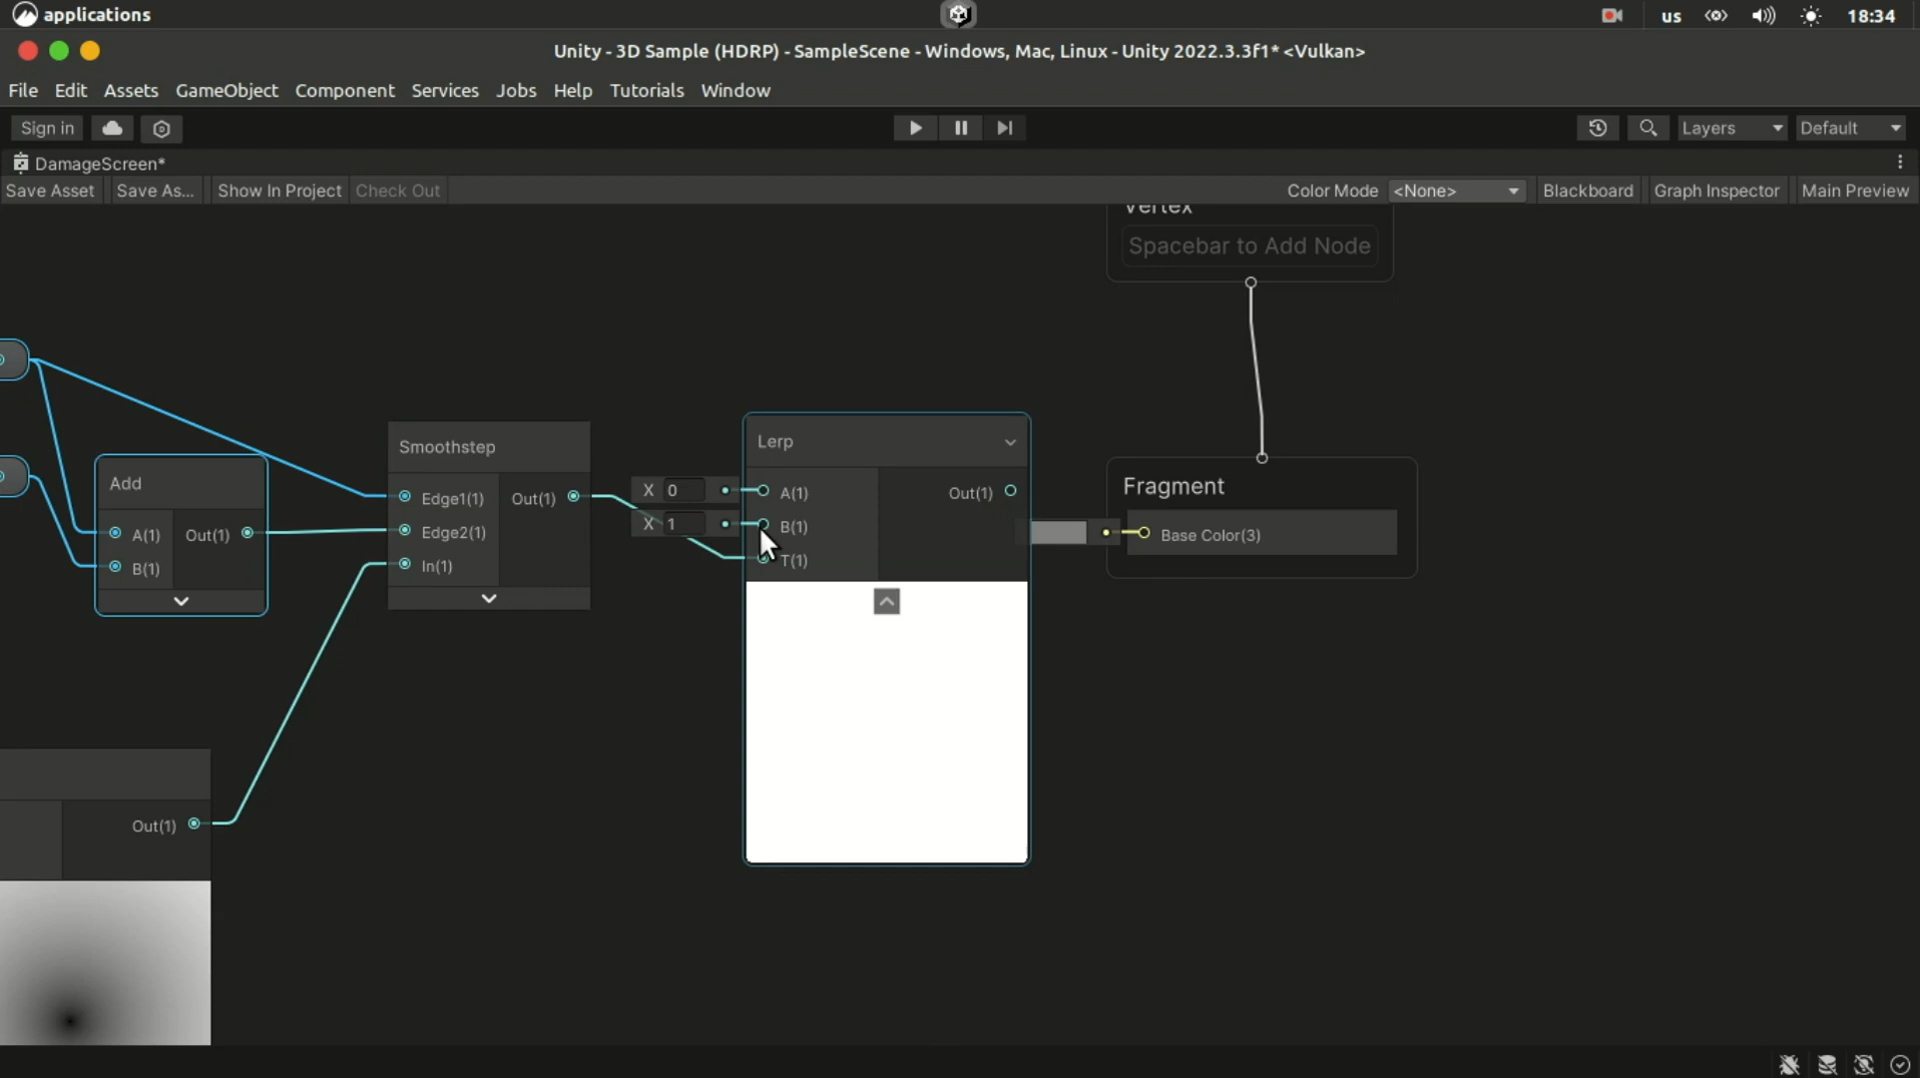 applications
us
18:34
Unity - 3D Sample (HDRP) - SampleScene - Windows, Mac, Linux - Unity 2022.3.3f1* <Vulkan>
File Edit Assets GameObject Component Services Jobs Help Tutorials Window
Sign in
Layers
Default
DamageScreen*
Save Asset
Save As...
Show In Project
Check Out
Color Mode
<None>
Blackboard
Graph Inspector
Main Preview
Vertex
Spacebar to Add Node
Add
A(1)
Out(1)
B(1)
Smoothstep
Edge1(1)
Out(1)
Edge2(1)
In(1)
Lerp
X 0
A(1)
Out(1)
X 1
B(1)
T(1)
Fragment
Base Color(3)
Out(1)